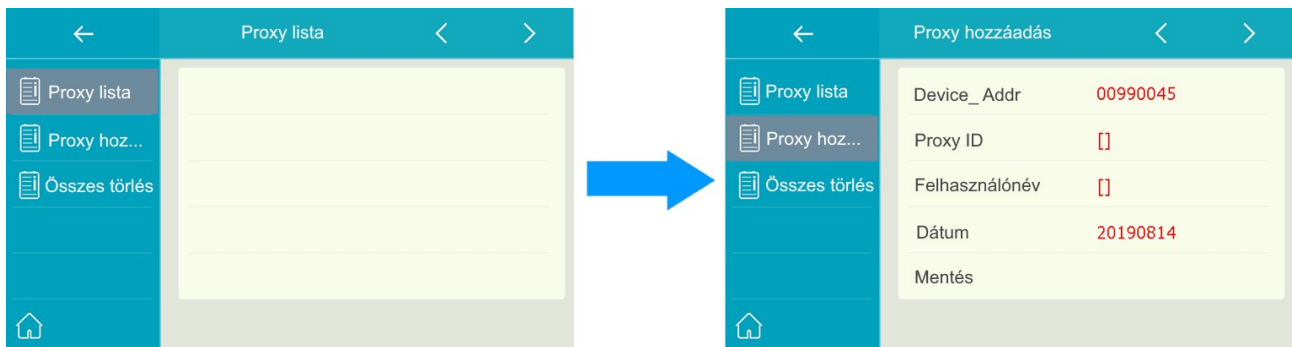 Proxy lista
Proxy lista
Proxy hoz...
Összes törlés
Proxy hozzáadás
Proxy lista
Proxy hoz...
Összes törlés
Device_ Addr 00990045
Proxy ID []
Felhasználónév []
Dátum 20190814
Mentés